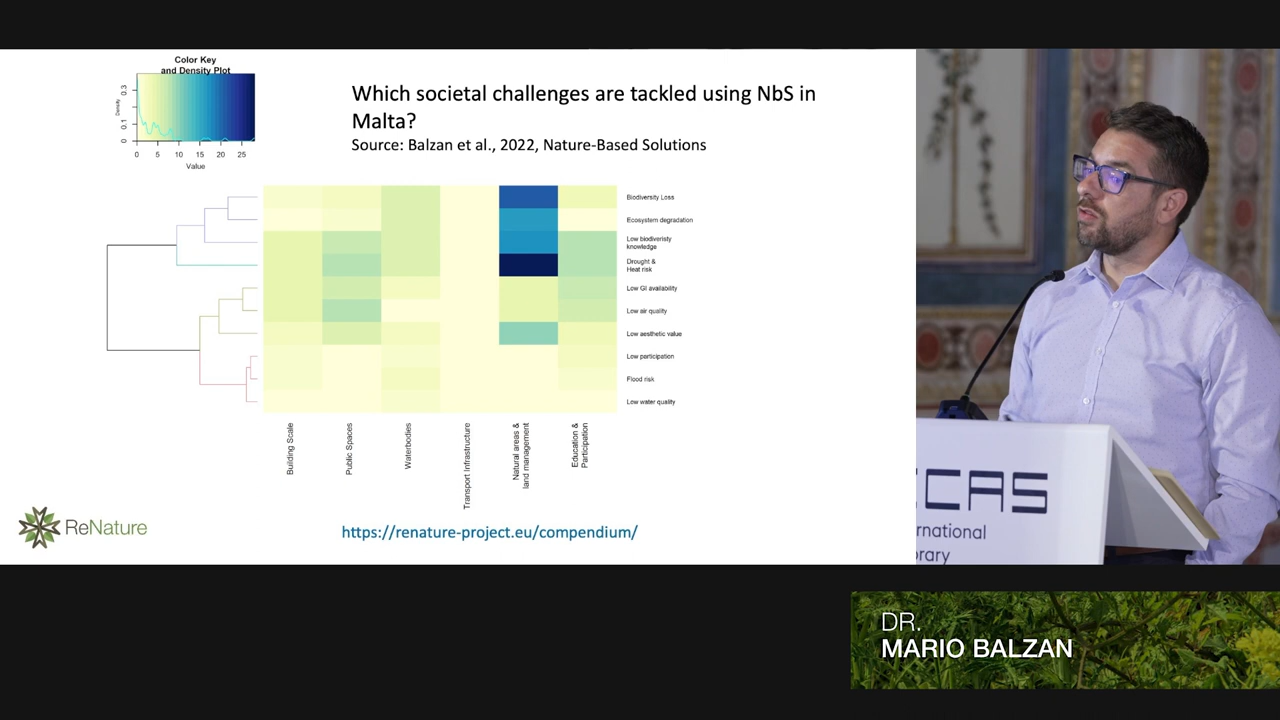 Color Key
and Density Plot
Density
0 0.1 0.3
0 5 10 15 20 25
Value
Which societal challenges are tackled using NbS in
Malta?
Source: Balzan et al., 2022, Nature-Based Solutions
Biodiversity Loss
Ecosystem degradation
Low biodiveristy
knowledge
Drought &
Heat risk
Low GI availability
Low air quality
Low aesthetic value
Low participation
Flood risk
Low water quality
Building Scale
Public Spaces
Waterbodies
Transport Infrastructure
Natural areas &
land management
Education &
Participation
ReNature
https://renature-project.eu/compendium/
CAS
DR.
MARIO BALZAN